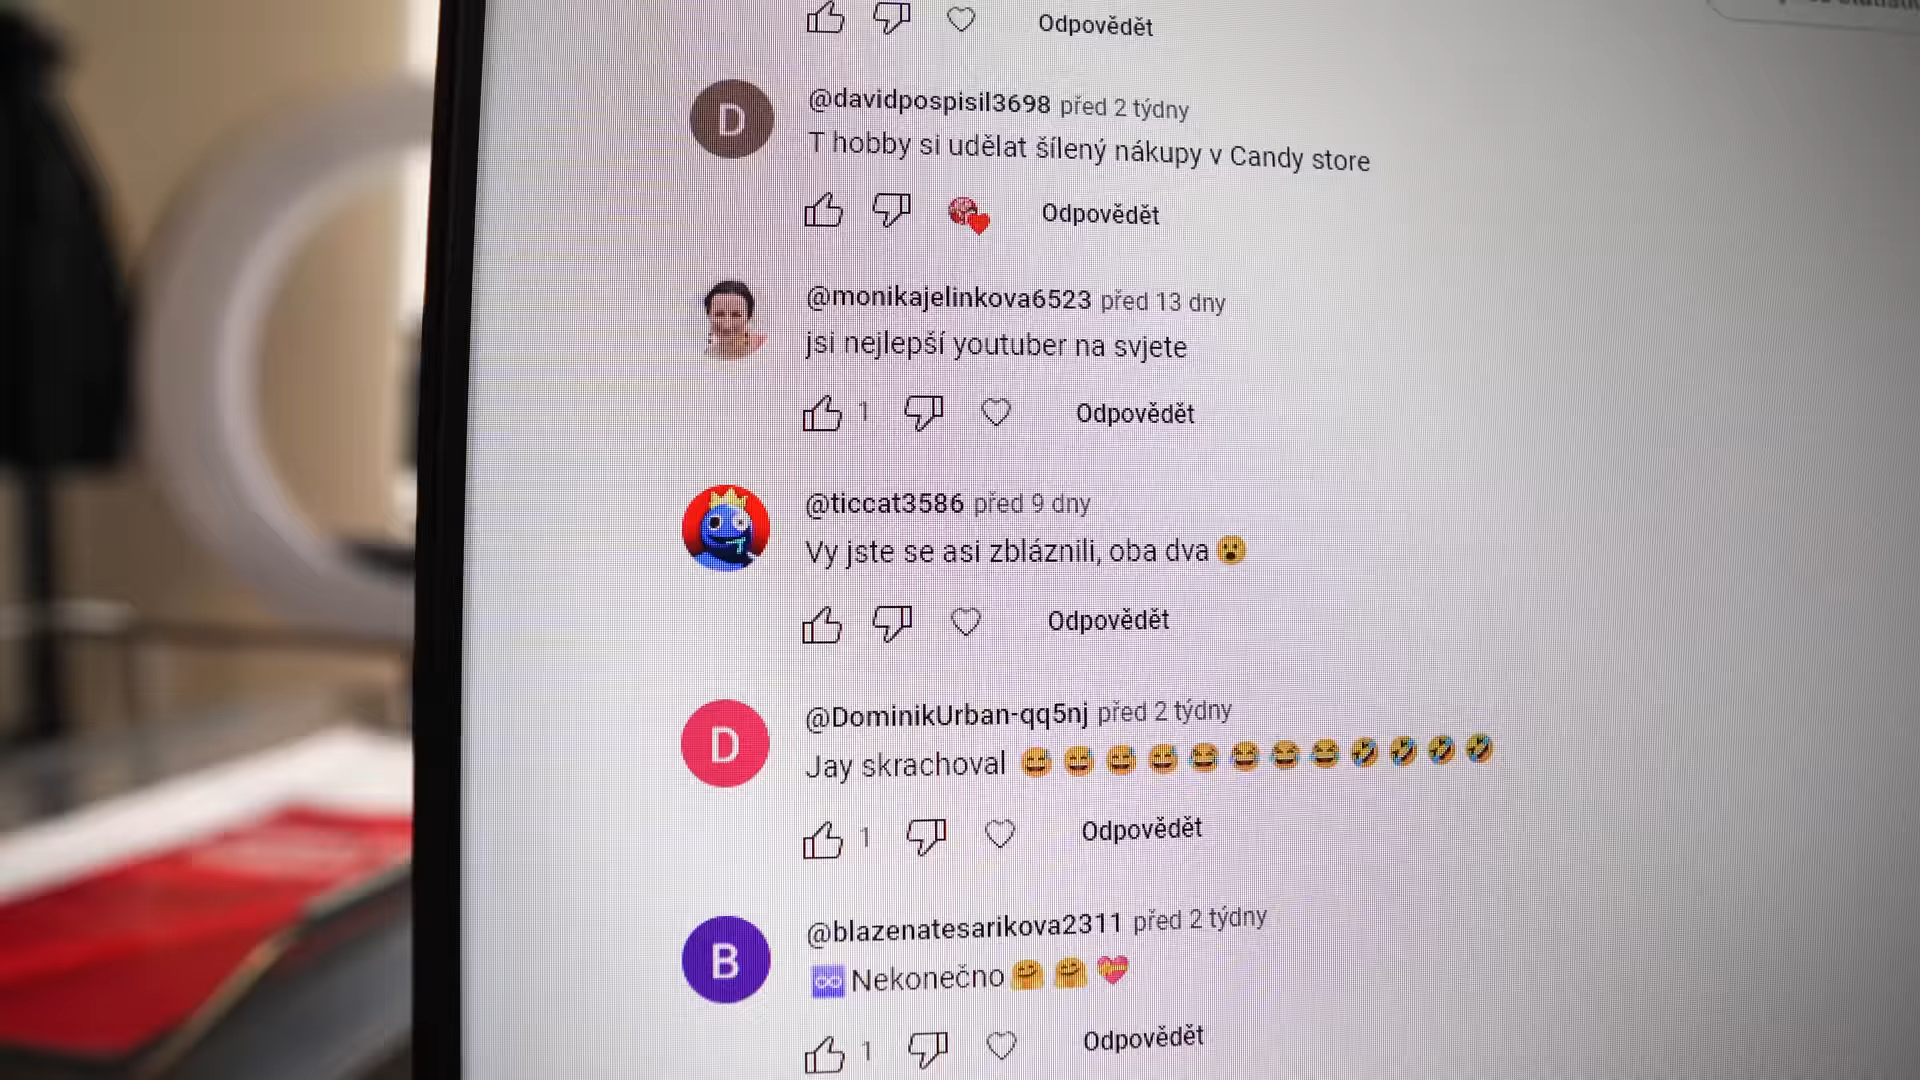 Odpovědět
D
@davidpospisil3698 před 2 týdny
T hobby si udělat šílený nákupy v Candy store
Odpovědět
@monikajelinkova6523 před 13 dny
jsi nejlepší youtuber na svjete
1
Odpovědět
@ticcat3586 před 9 dny
Vy jste se asi zbláznili, oba dva 😮
Odpovědět
D
@DominikUrban-qq5nj před 2 týdny
Jay skrachoval 😅 😅 😅 😅 😂 😂 😂 😂 🤣 🤣 🤣 🤣
1
Odpovědět
B
@blazenatesarikova2311 před 2 týdny
♾️ Nekonečno 🤗 🤗 💝
1
Odpovědět